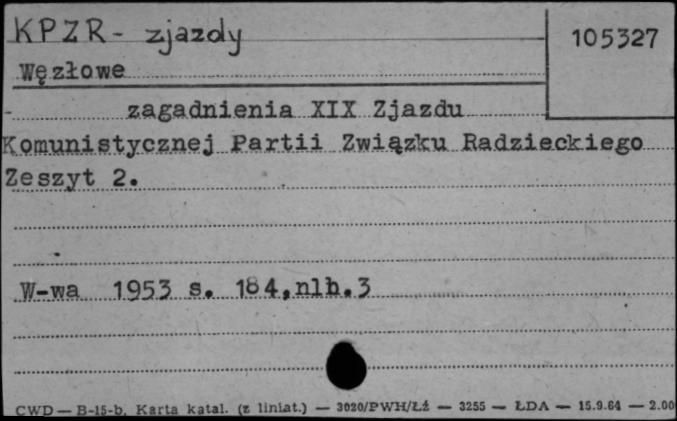 KPZR - zjazdy
105327
Węzłowe
zagadnienia XIX Zjazdu
Komunistycznej Partii Związku Radzieckiego
Zeszyt 2.
W-wa 1953 s. 184,nlb.3
CWD — B-15-b. Karta katal. (z liniat.) — 3020/PWH/Łź — 3255 — ŁDA — 15.9.64 — 2.00